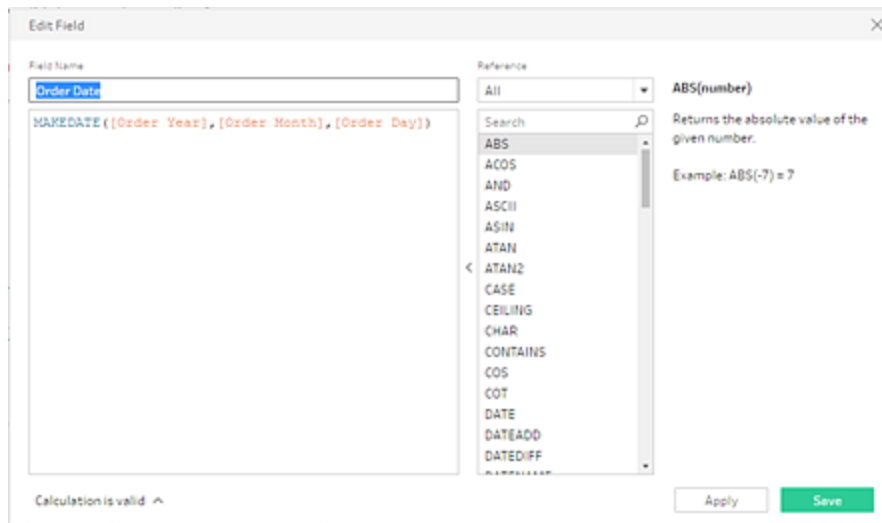 Edit Field
Field Name
Order Date
MAKEDATE([Order Year],[Order Month],[Order Day])
Calculation is valid
Reference
All
Search
ABS
ACOS
AND
ASCII
ASIN
ATAN
ATAN2
CASE
CEILING
CHAR
CONTAINS
COS
COT
DATE
DATEADD
DATEDIFF
DATENAME
ABS(number)
Returns the absolute value of the
given number.
Example: ABS(-7) = 7
Apply
Save